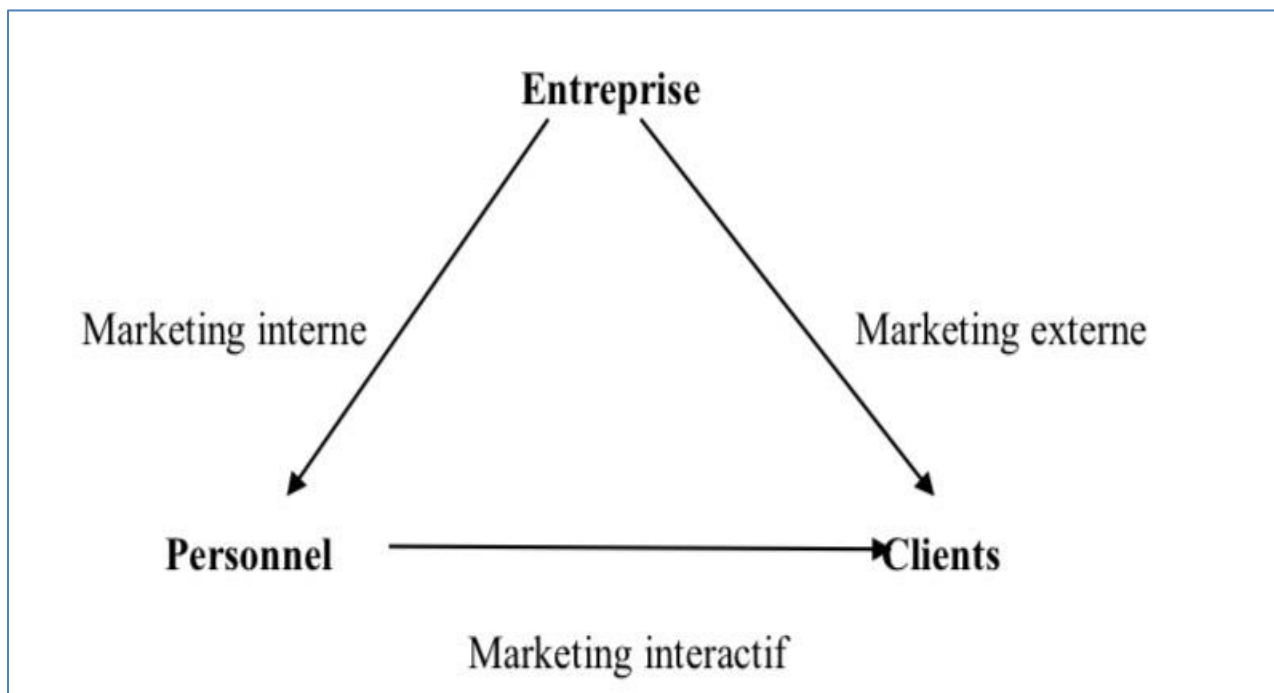 Entreprise
Marketing interne
Marketing externe
Personnel
Clients
Marketing interactif